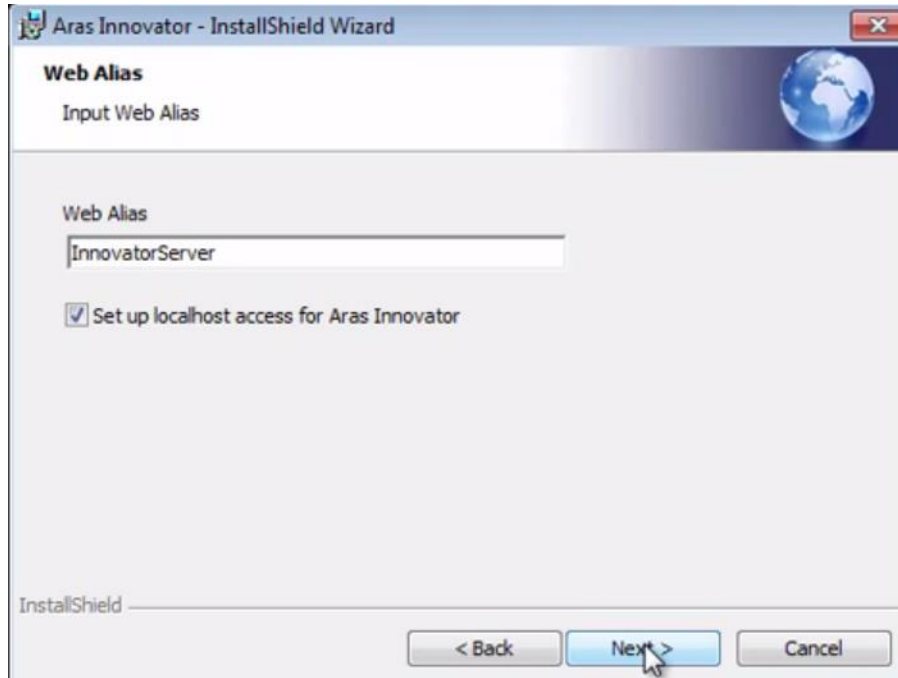 Aras Innovator - InstallShield Wizard
Web Alias
Input Web Alias
Web Alias
InnovatorServer
Set up localhost access for Aras Innovator
InstallShield
< Back
Next >
Cancel